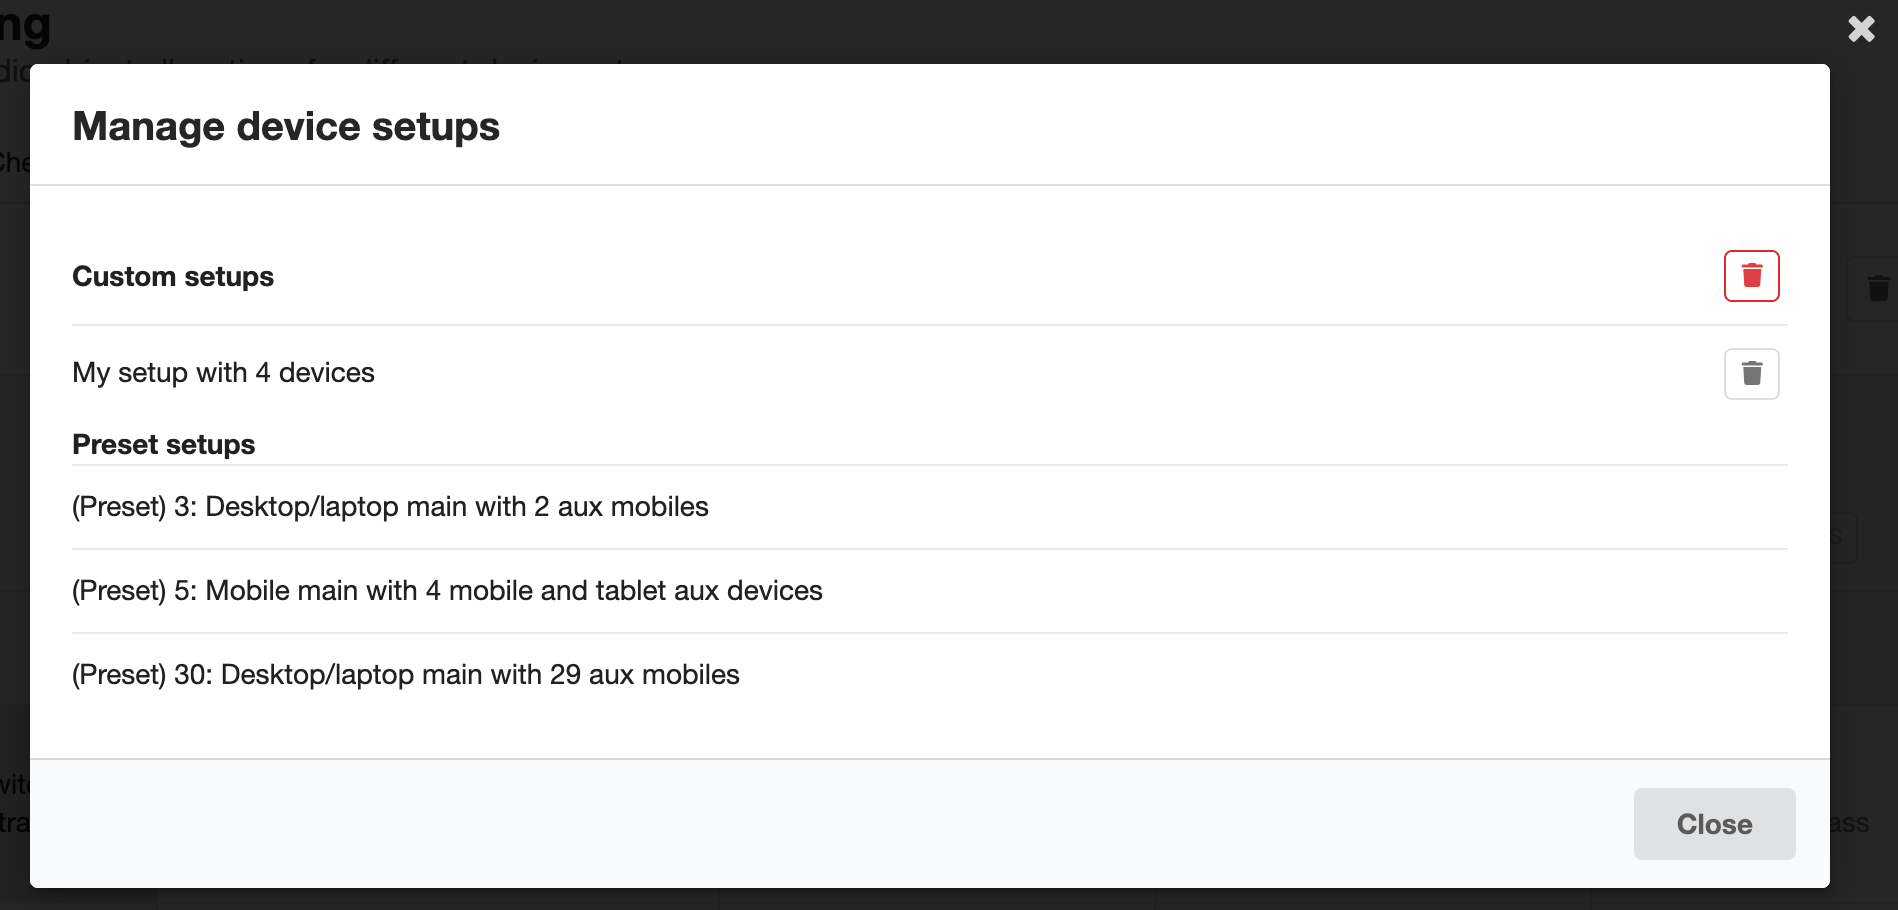 ng
Manage device setups
Custom setups
My setup with 4 devices
Preset setups
(Preset) 3: Desktop/laptop main with 2 aux mobiles
(Preset) 5: Mobile main with 4 mobile and tablet aux devices
(Preset) 30: Desktop/laptop main with 29 aux mobiles
Close